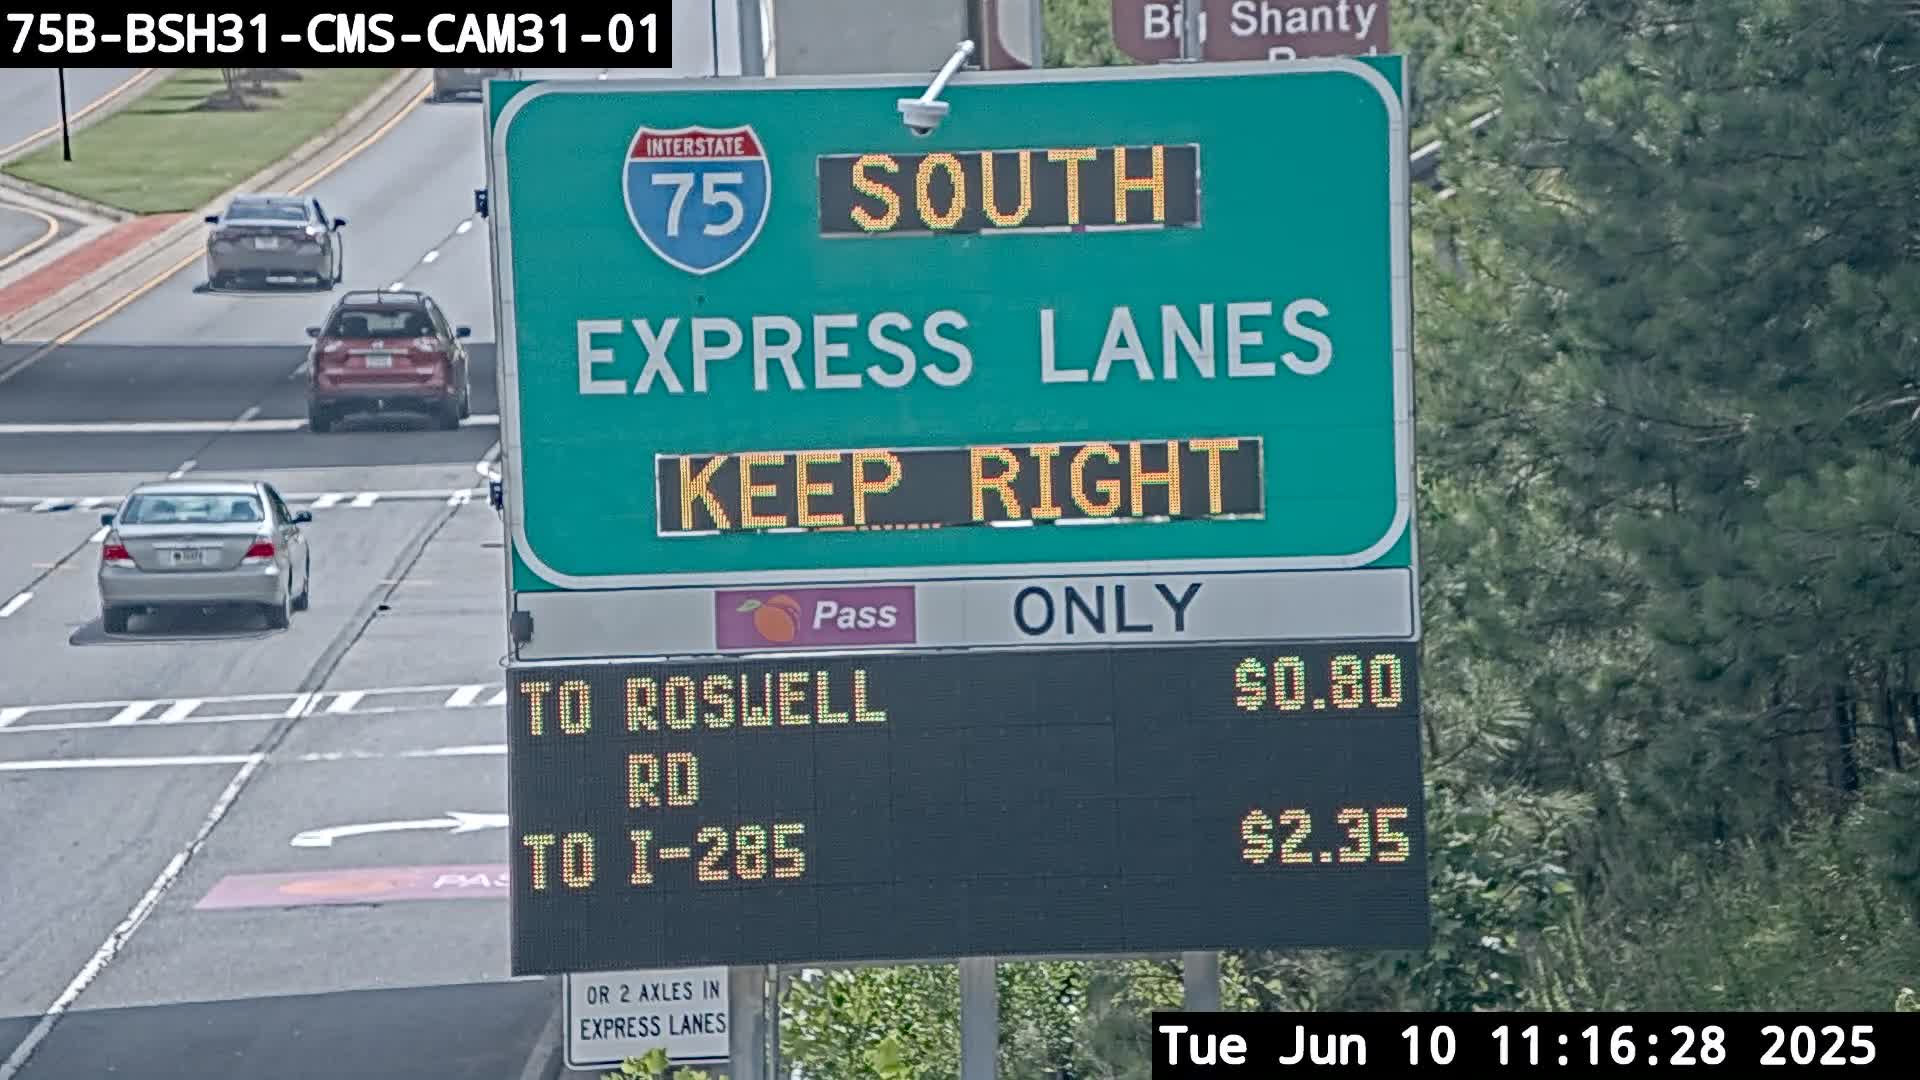 75B-BSH31-CMS-CAM31-01
Big Shanty
INTERSTATE
75
SOUTH
EXPRESS LANES
KEEP RIGHT
Pass
ONLY
TO ROSWELL $0.80
RD
TO I-285 $2.35
OR 2 AXLES IN
EXPRESS LANES
Tue Jun 10 11:16:28 2025